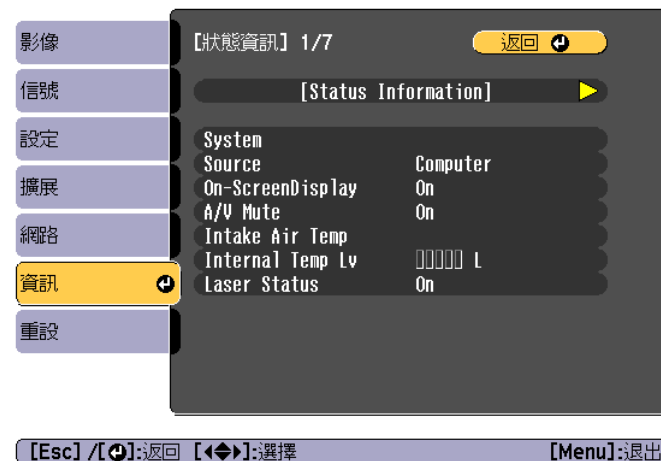 影像
信號
設定
擴展
網路
資訊
重設
[狀態資訊] 1/7
返回
[Status Information]
System
Source Computer
On-ScreenDisplay On
A/V Mute On
Intake Air Temp
Internal Temp Lv ▯▯▯▯▯ L
Laser Status On
[Esc] /[⏎]:返回 [◀◆▶]:選擇 [Menu]:退出